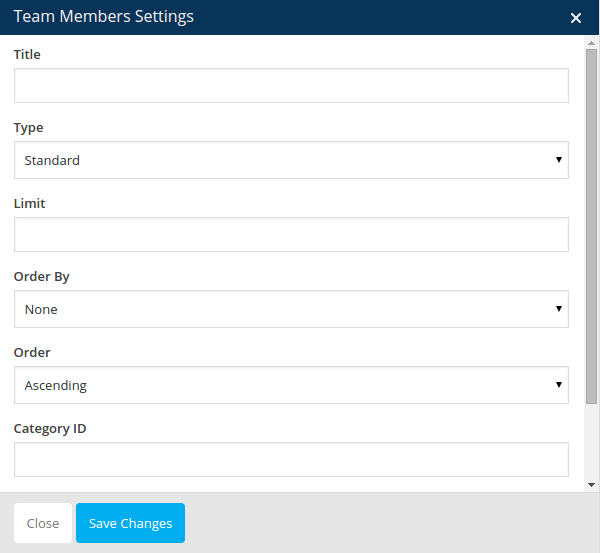 Team Members Settings
Title
Type
Standard
Limit
Order By
None
Order
Ascending
Category ID
Close
Save Changes